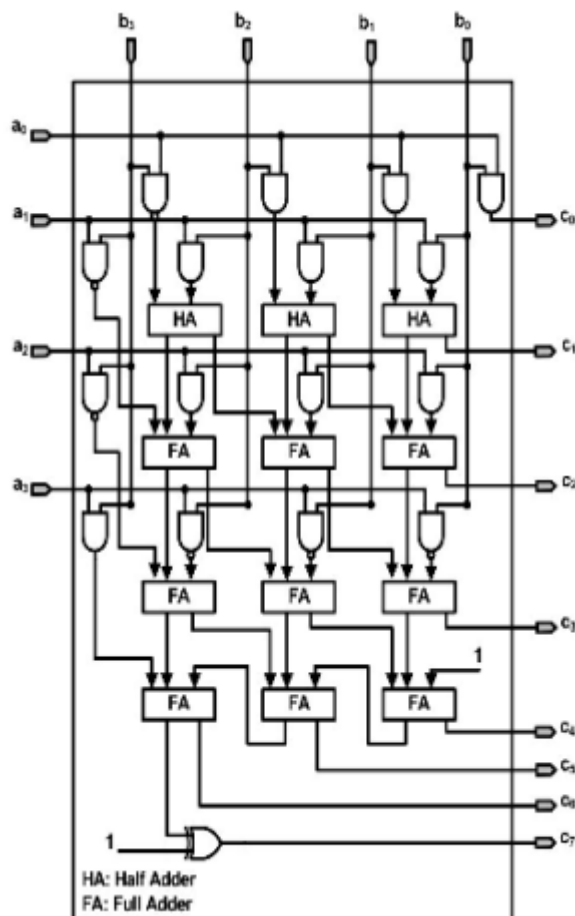 b₃ b₂ b₁ b₀
a₀
a₁ c₀
HA HA HA
a₂ c₁
FA FA FA
c₂
a₃
FA FA FA
c₃
1
FA FA FA
c₄
c₅
c₆
1 c₇
HA: Half Adder
FA: Full Adder